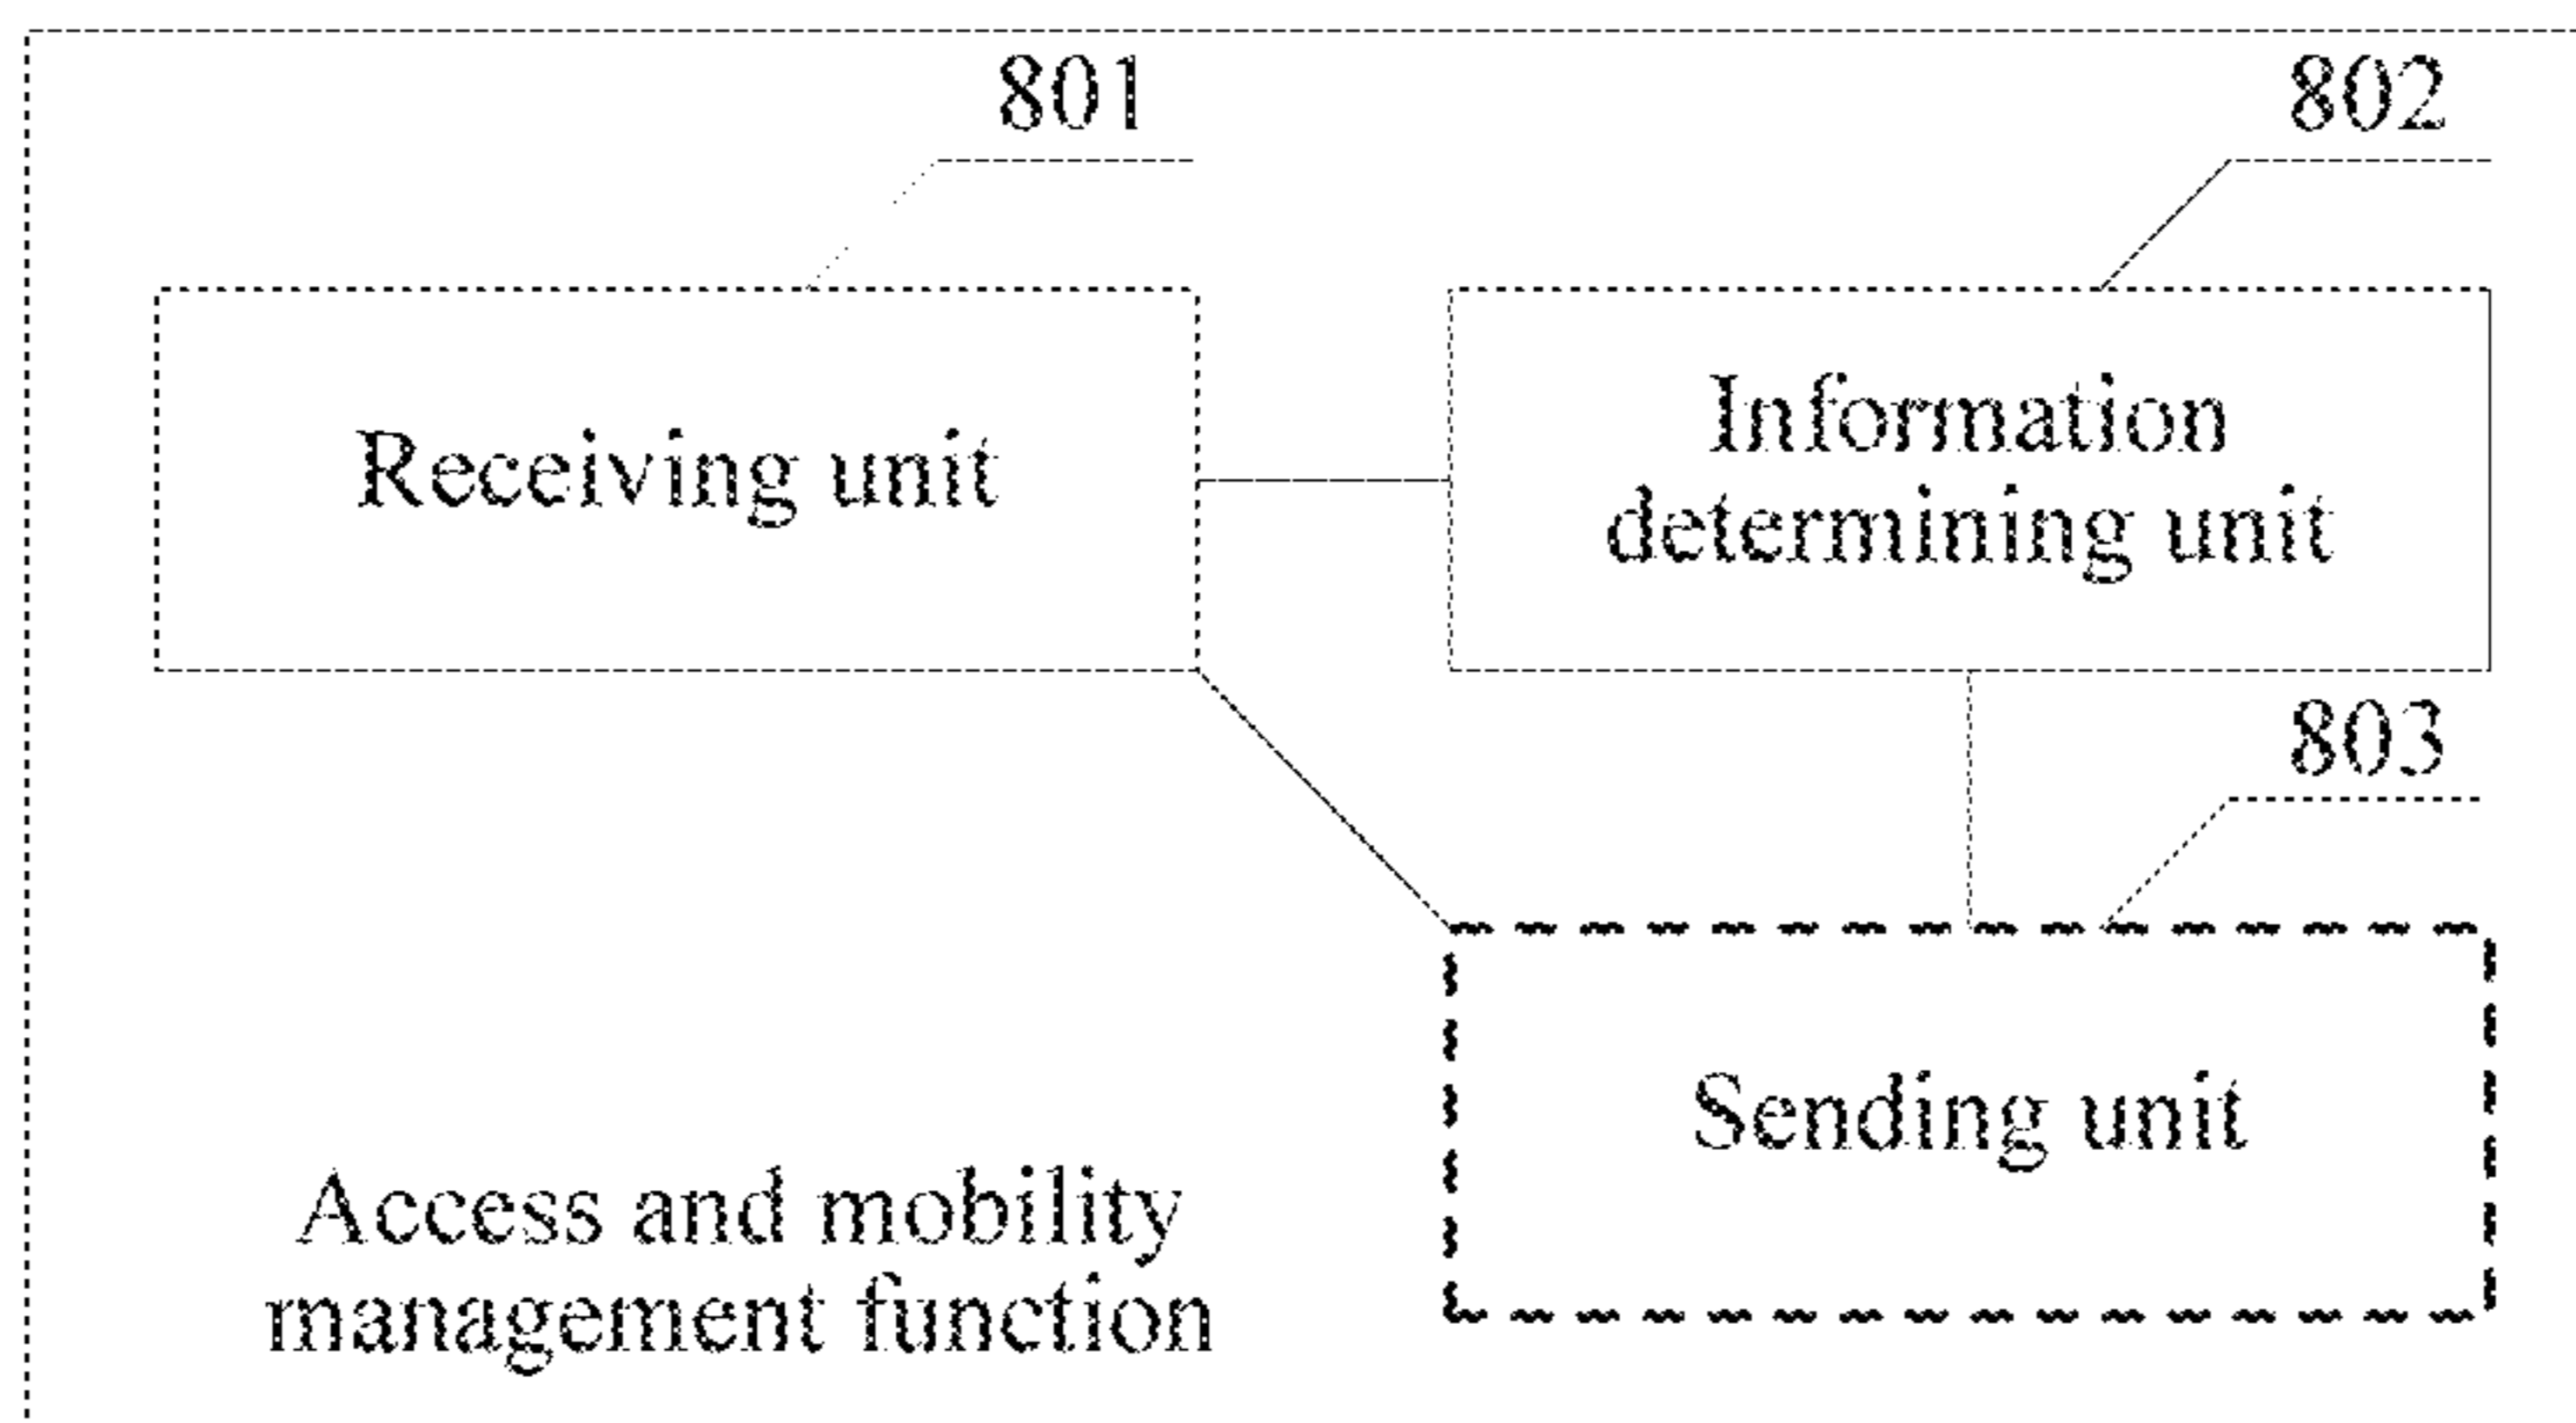 801
802
Receiving unit
Information
determining unit
803
Sending unit
Access and mobility
management function